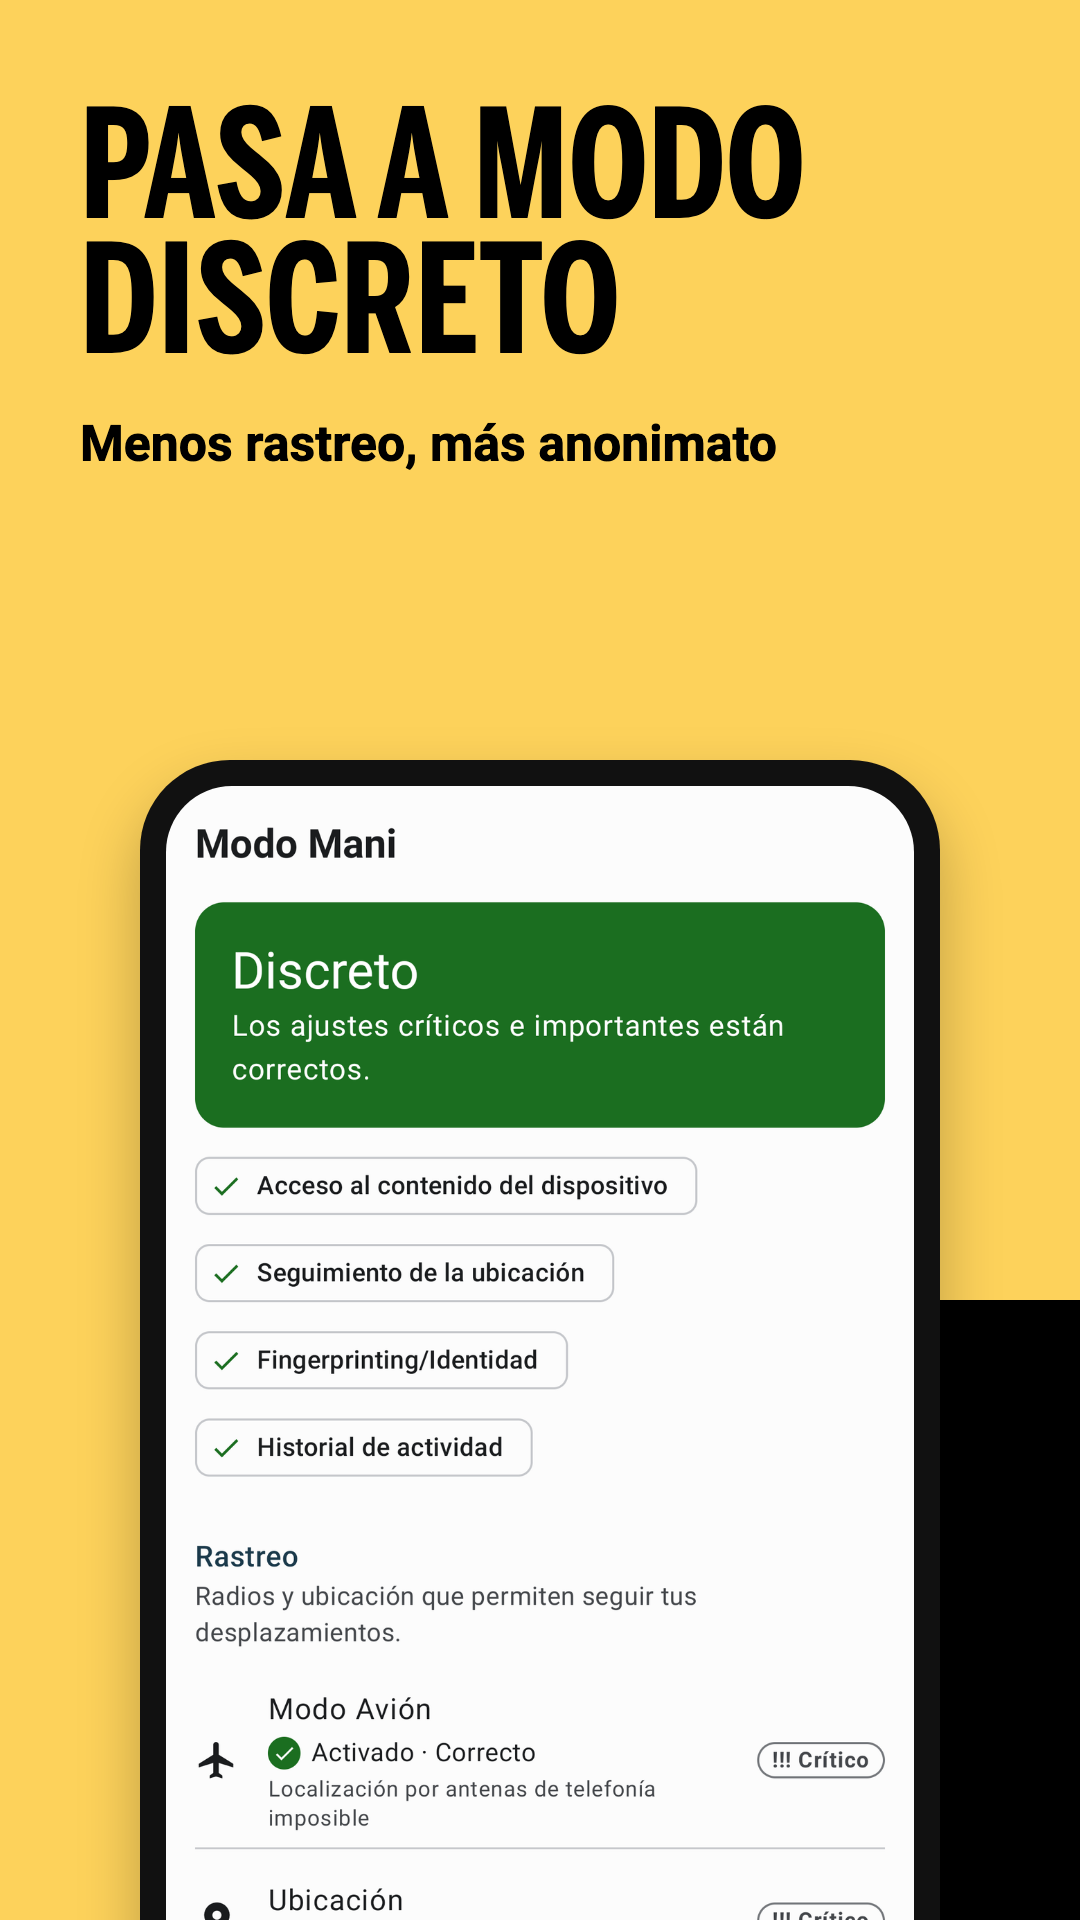 PASA A MODO
DISCRETO
Menos rastreo, más anonimato
Modo Mani
Discreto
Los ajustes críticos e importantes están
correctos.
Acceso al contenido del dispositivo
Seguimiento de la ubicación
Fingerprinting/Identidad
Historial de actividad
Rastreo
Radios y ubicación que permiten seguir tus
desplazamientos.
Modo Avión
Activado · Correcto
!!! Crítico
Localización por antenas de telefonía
imposible
Ubicación
!!! Crítico